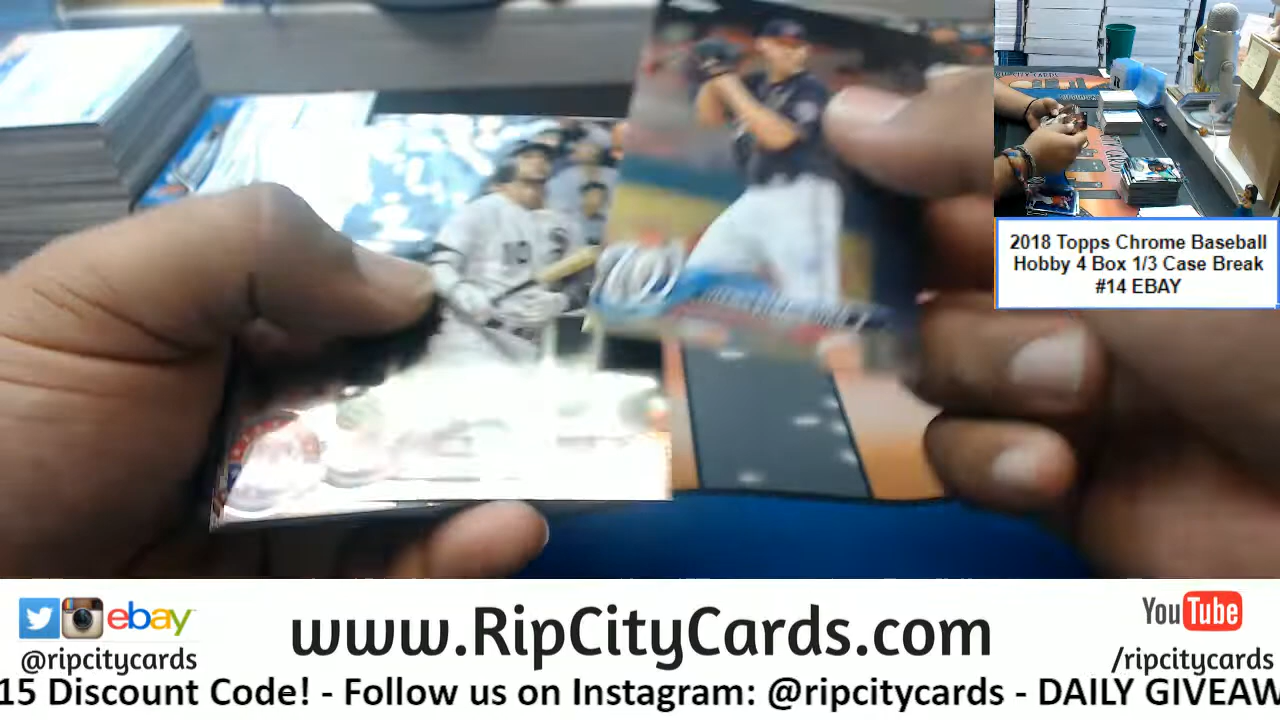 2018 Topps Chrome Baseball
Hobby 4 Box 1/3 Case Break
#14 EBAY
ebay
@ripcitycards
www.RipCityCards.com
YouTube
/ripcitycards
15 Discount Code! - Follow us on Instagram: @ripcitycards - DAILY GIVEAW